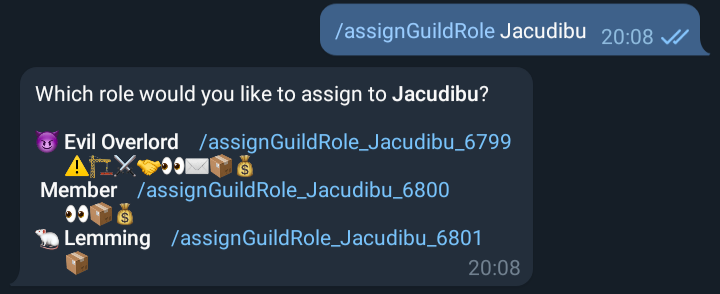 /assignGuildRole Jacudibu 20:08
Which role would you like to assign to Jacudibu?
😈 Evil Overlord /assignGuildRole_Jacudibu_6799
⚠️🏗️⚔️🤝👀✉️📦💰
Member /assignGuildRole_Jacudibu_6800
👀📦💰
🐀 Lemming /assignGuildRole_Jacudibu_6801
📦
20:08